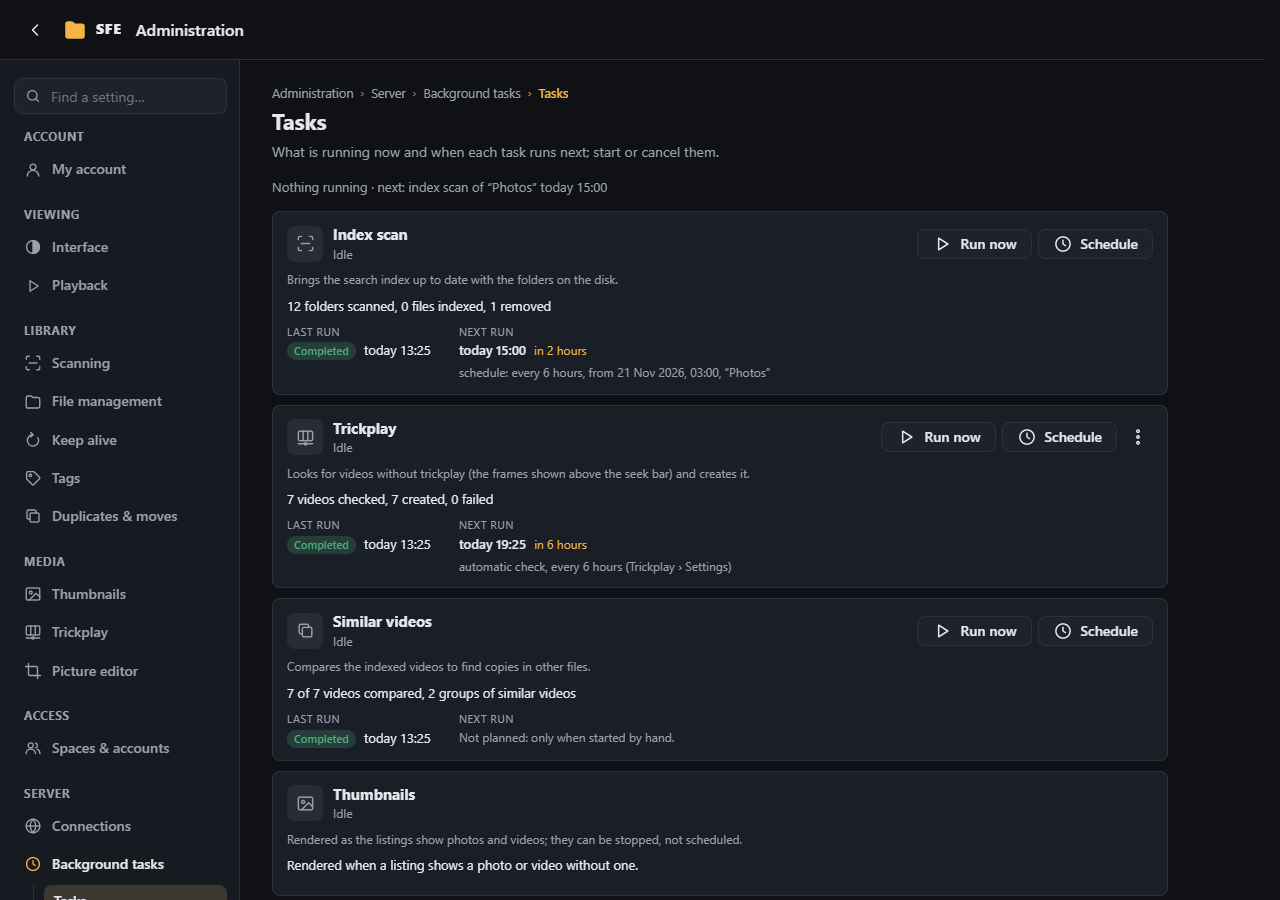 SFE Administration
Find a setting...
ACCOUNT
My account
VIEWING
Interface
Playback
LIBRARY
Scanning
File management
Keep alive
Tags
Duplicates & moves
MEDIA
Thumbnails
Trickplay
Picture editor
ACCESS
Spaces & accounts
SERVER
Connections
Background tasks
Tasks
Administration › Server › Background tasks › Tasks
Tasks
What is running now and when each task runs next; start or cancel them.
Nothing running · next: index scan of “Photos” today 15:00
Index scan
Idle
Run now
Schedule
Brings the search index up to date with the folders on the disk.
12 folders scanned, 0 files indexed, 1 removed
LAST RUN
Completed today 13:25
NEXT RUN
today 15:00 in 2 hours
schedule: every 6 hours, from 21 Nov 2026, 03:00, “Photos”
Trickplay
Idle
Run now
Schedule
Looks for videos without trickplay (the frames shown above the seek bar) and creates it.
7 videos checked, 7 created, 0 failed
LAST RUN
Completed today 13:25
NEXT RUN
today 19:25 in 6 hours
automatic check, every 6 hours (Trickplay › Settings)
Similar videos
Idle
Run now
Schedule
Compares the indexed videos to find copies in other files.
7 of 7 videos compared, 2 groups of similar videos
LAST RUN
Completed today 13:25
NEXT RUN
Not planned: only when started by hand.
Thumbnails
Idle
Rendered as the listings show photos and videos; they can be stopped, not scheduled.
Rendered when a listing shows a photo or video without one.